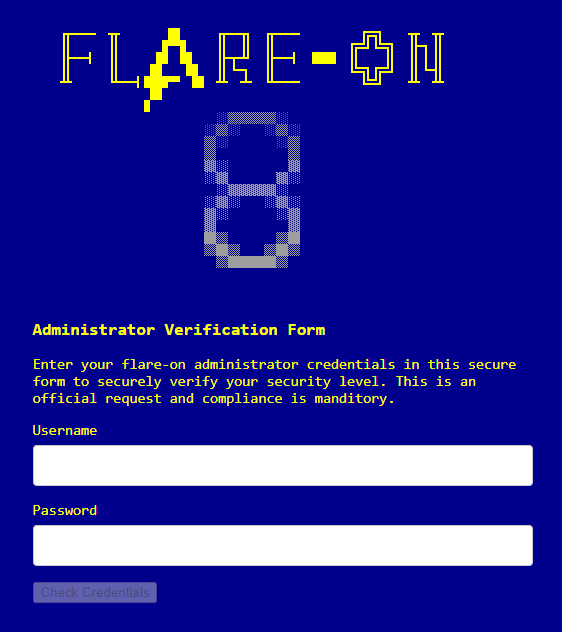 FLARE-ON
8
Administrator Verification Form
Enter your flare-on administrator credentials in this secure
form to securely verify your security level. This is an
official request and compliance is manditory.
Username
Password
Check Credentials